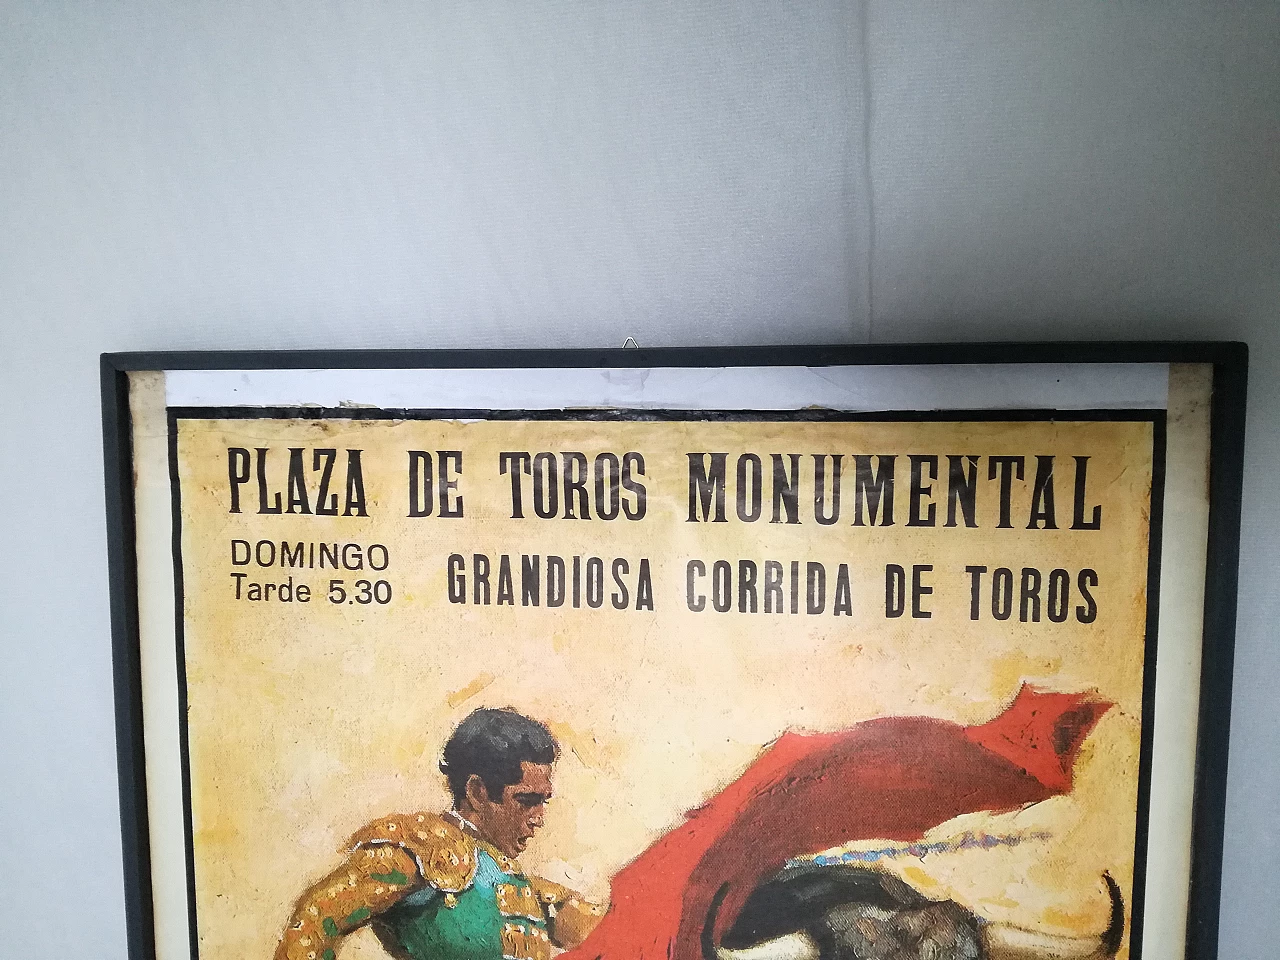 PLAZA DE TOROS MONUMENTAL
DOMINGO
Tarde 5.30
GRANDIOSA CORRIDA DE TOROS